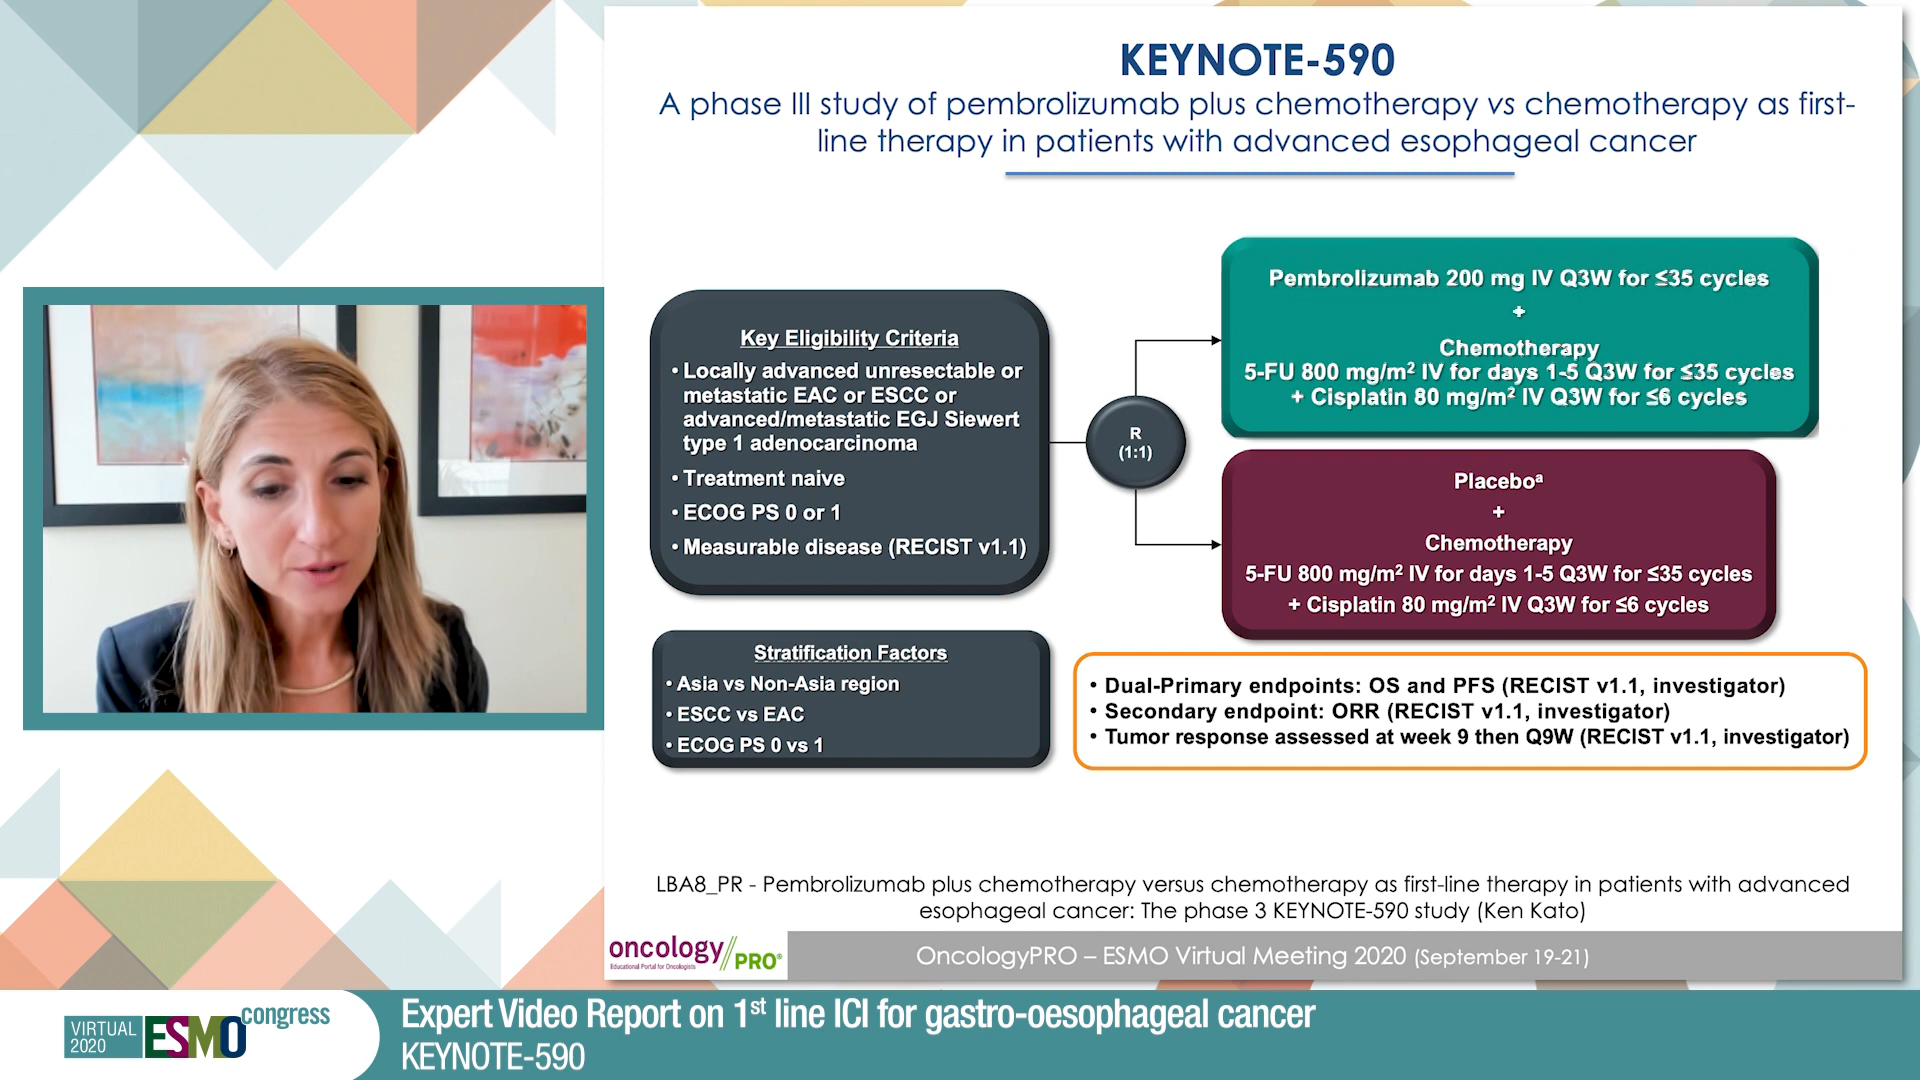 KEYNOTE-590
A phase III study of pembrolizumab plus chemotherapy vs chemotherapy as first-
line therapy in patients with advanced esophageal cancer
Key Eligibility Criteria
• Locally advanced unresectable or
metastatic EAC or ESCC or
advanced/metastatic EGJ Siewert
type 1 adenocarcinoma
• Treatment naive
• ECOG PS 0 or 1
• Measurable disease (RECIST v1.1)
Stratification Factors
• Asia vs Non-Asia region
• ESCC vs EAC
• ECOG PS 0 vs 1
R
(1:1)
Pembrolizumab 200 mg IV Q3W for ≤35 cycles
+
Chemotherapy
5-FU 800 mg/m² IV for days 1-5 Q3W for ≤35 cycles
+ Cisplatin 80 mg/m² IV Q3W for ≤6 cycles
Placeboᵃ
+
Chemotherapy
5-FU 800 mg/m² IV for days 1-5 Q3W for ≤35 cycles
+ Cisplatin 80 mg/m² IV Q3W for ≤6 cycles
• Dual-Primary endpoints: OS and PFS (RECIST v1.1, investigator)
• Secondary endpoint: ORR (RECIST v1.1, investigator)
• Tumor response assessed at week 9 then Q9W (RECIST v1.1, investigator)
LBA8_PR - Pembrolizumab plus chemotherapy versus chemotherapy as first-line therapy in patients with advanced
esophageal cancer: The phase 3 KEYNOTE-590 study (Ken Kato)
oncology//PRO®
Educational Portal for Oncologists
OncologyPRO – ESMO Virtual Meeting 2020 (September 19-21)
VIRTUAL
2020
ESMO congress
Expert Video Report on 1st line ICI for gastro-oesophageal cancer
KEYNOTE-590